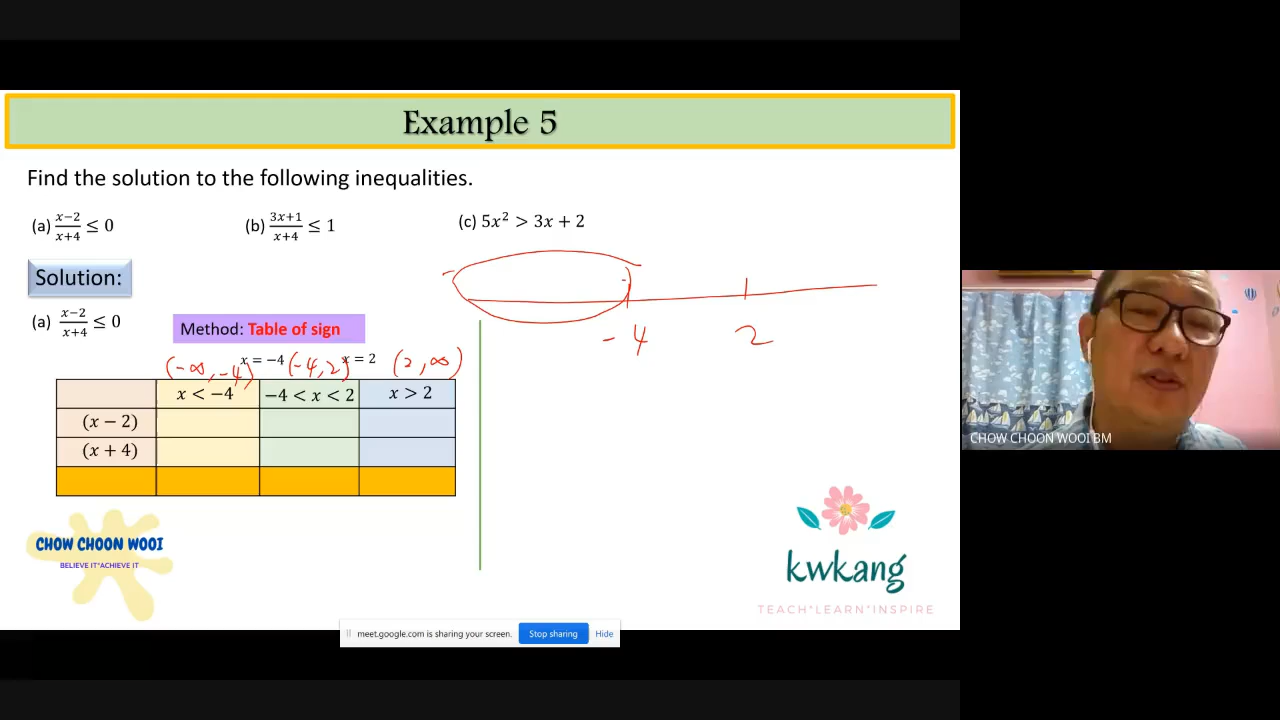 Example 5
Find the solution to the following inequalities.
(a) (x−2)/(x+4) ≤ 0 (b) (3x+1)/(x+4) ≤ 1 (c) 5x² > 3x + 2
Solution:
(a) (x−2)/(x+4) ≤ 0
Method: Table of sign
x = −4 x = 2
(-∞, -4) (-4, 2) (2, ∞)
x < −4 −4 < x < 2 x > 2
(x − 2)
(x + 4)
-4 2
CHOW CHOON WOOI
BELIEVE IT*ACHIEVE IT
kwkang
TEACH*LEARN*INSPIRE
CHOW CHOON WOOI BM
meet.google.com is sharing your screen. Stop sharing Hide